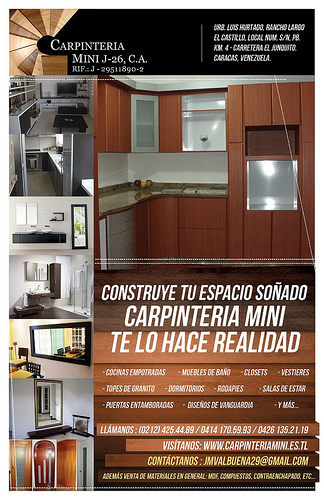 CARPINTERIA
MINI J-26, C.A.
RIF.: J - 29511890-2
URB. LUIS HURTADO, RANCHO LARGO
EL CASTILLO, LOCAL NUM. S/N, PB.
KM. 4 - CARRETERA EL JUNQUITO.
CARACAS, VENEZUELA.
CONSTRUYE TU ESPACIO SOÑADO
CARPINTERIA MINI
TE LO HACE REALIDAD
- COCINAS EMPOTRADAS - MUEBLES DE BAÑO - CLOSETS - VESTIERES
- TOPES DE GRANITO - DORMITORIOS - RODAPIES - SALAS DE ESTAR
- PUERTAS ENTAMBORADAS - DISEÑOS DE VANGUARDIA - Y MÁS...
LLÁMANOS: (0212) 425.44.69 / 0414 170.59.93 / 0426 135.21.19
VISÍTANOS: WWW.CARPINTERIAMINI.ES.TL
CONTÁCTANOS : JMVALBUENA29@GMAIL.COM
ADEMÁS VENTA DE MATERIALES EN GENERAL: MDF, COMPUESTOS, CONTRAENCHAPADO, ETC...